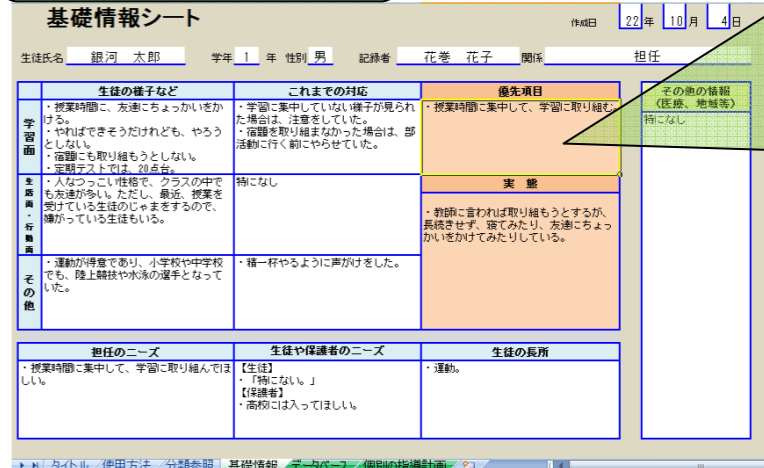 基礎情報シート
作成日 22 年 10 月 4 日
生徒氏名 銀河 太郎 学年 1 年 性別 男 記録者 花巻 花子 関係 担任
生徒の様子など
これまでの対応
優先項目
その他の情報
(医療、地域等)
学習面
・授業時間に、友達にちょっかいをか
ける。
・やればできそうだけれども、やろう
としない。
・宿題にも取り組もうとしない。
・定期テストでは、20点台。
・学習に集中していない様子が見られ
た場合は、注意をしていた。
・宿題を取り組まなかった場合は、部
活動に行く前にやらせていた。
・授業時間に集中して、学習に取り組む。
特になし
生活面・行動面
・人なつっこい性格で、クラスの中で
も友達が多い。ただし、最近、授業を
受けている生徒のじゃまをするので、
嫌がっている生徒もいる。
特になし
実 態
・教師に言われば取り組もうとするが、
長続きせず、寝てみたり、友達にちょっ
かいをかけてみたりしている。
その他
・運動が得意であり、小学校や中学校
でも、陸上競技や水泳の選手となって
いた。
・精一杯やるように声がけをした。
担任のニーズ
生徒や保護者のニーズ
生徒の長所
・授業時間に集中して、学習に取り組んでほ
しい。
【生徒】
・「特にない。」
【保護者】
・高校には入ってほしい。
・運動。
タイトル 使用方法 分類参照 基礎情報 データベース 個別の指導計画